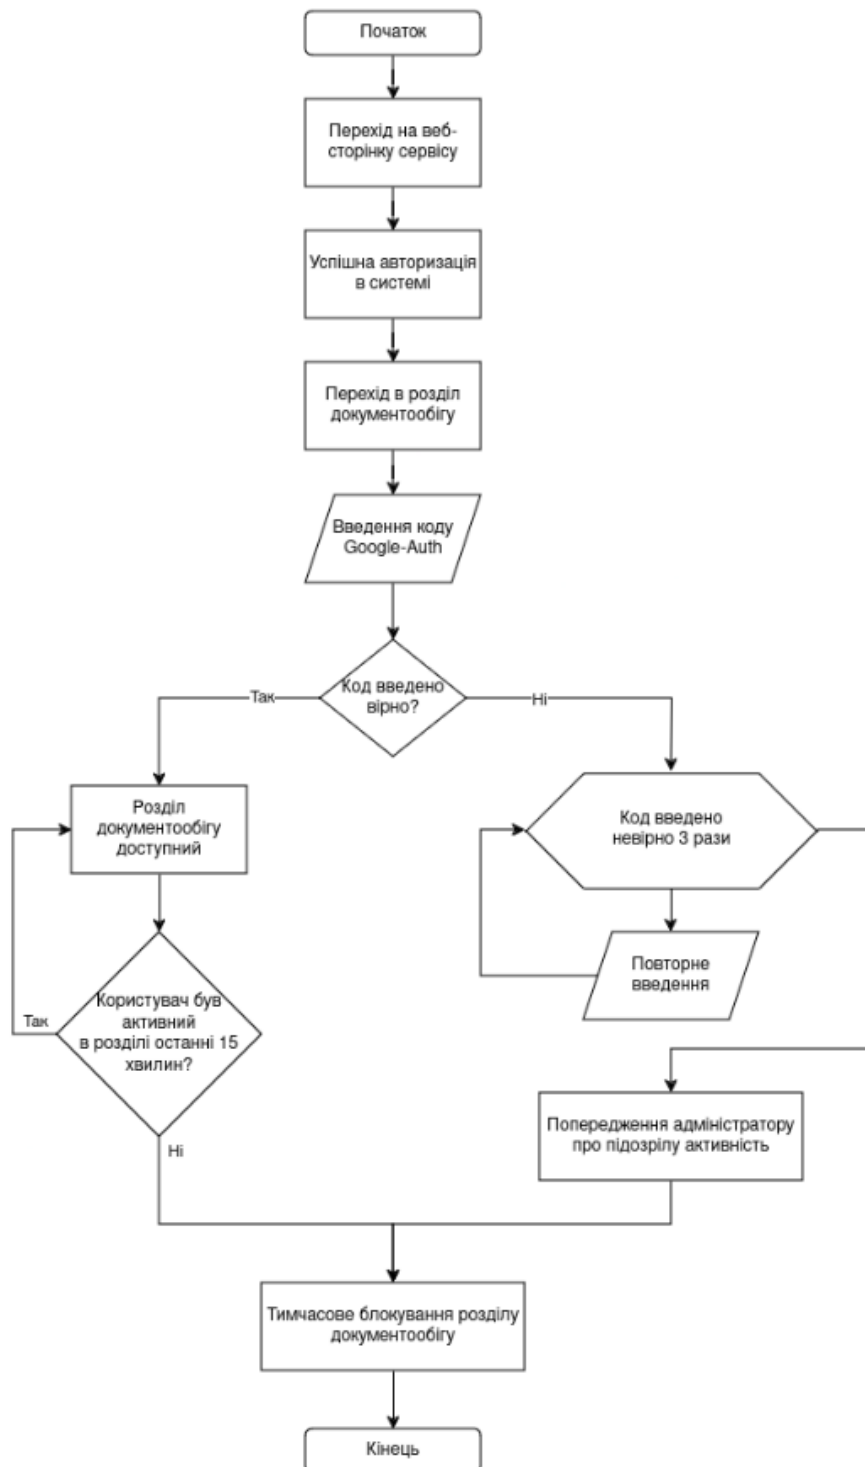 Початок
Перехід на веб-
сторінку сервісу
Успішна авторизація
в системі
Перехід в розділ
документообігу
Введення коду
Google-Auth
Код введено
вірно?
Так
Ні
Розділ
документообігу
доступний
Код введено
невірно 3 рази
Повторне
введення
Користувач був
активний
в розділі останні 15
хвилин?
Так
Ні
Попередження адміністратору
про підозрілу активність
Тимчасове блокування розділу
документообігу
Кінець